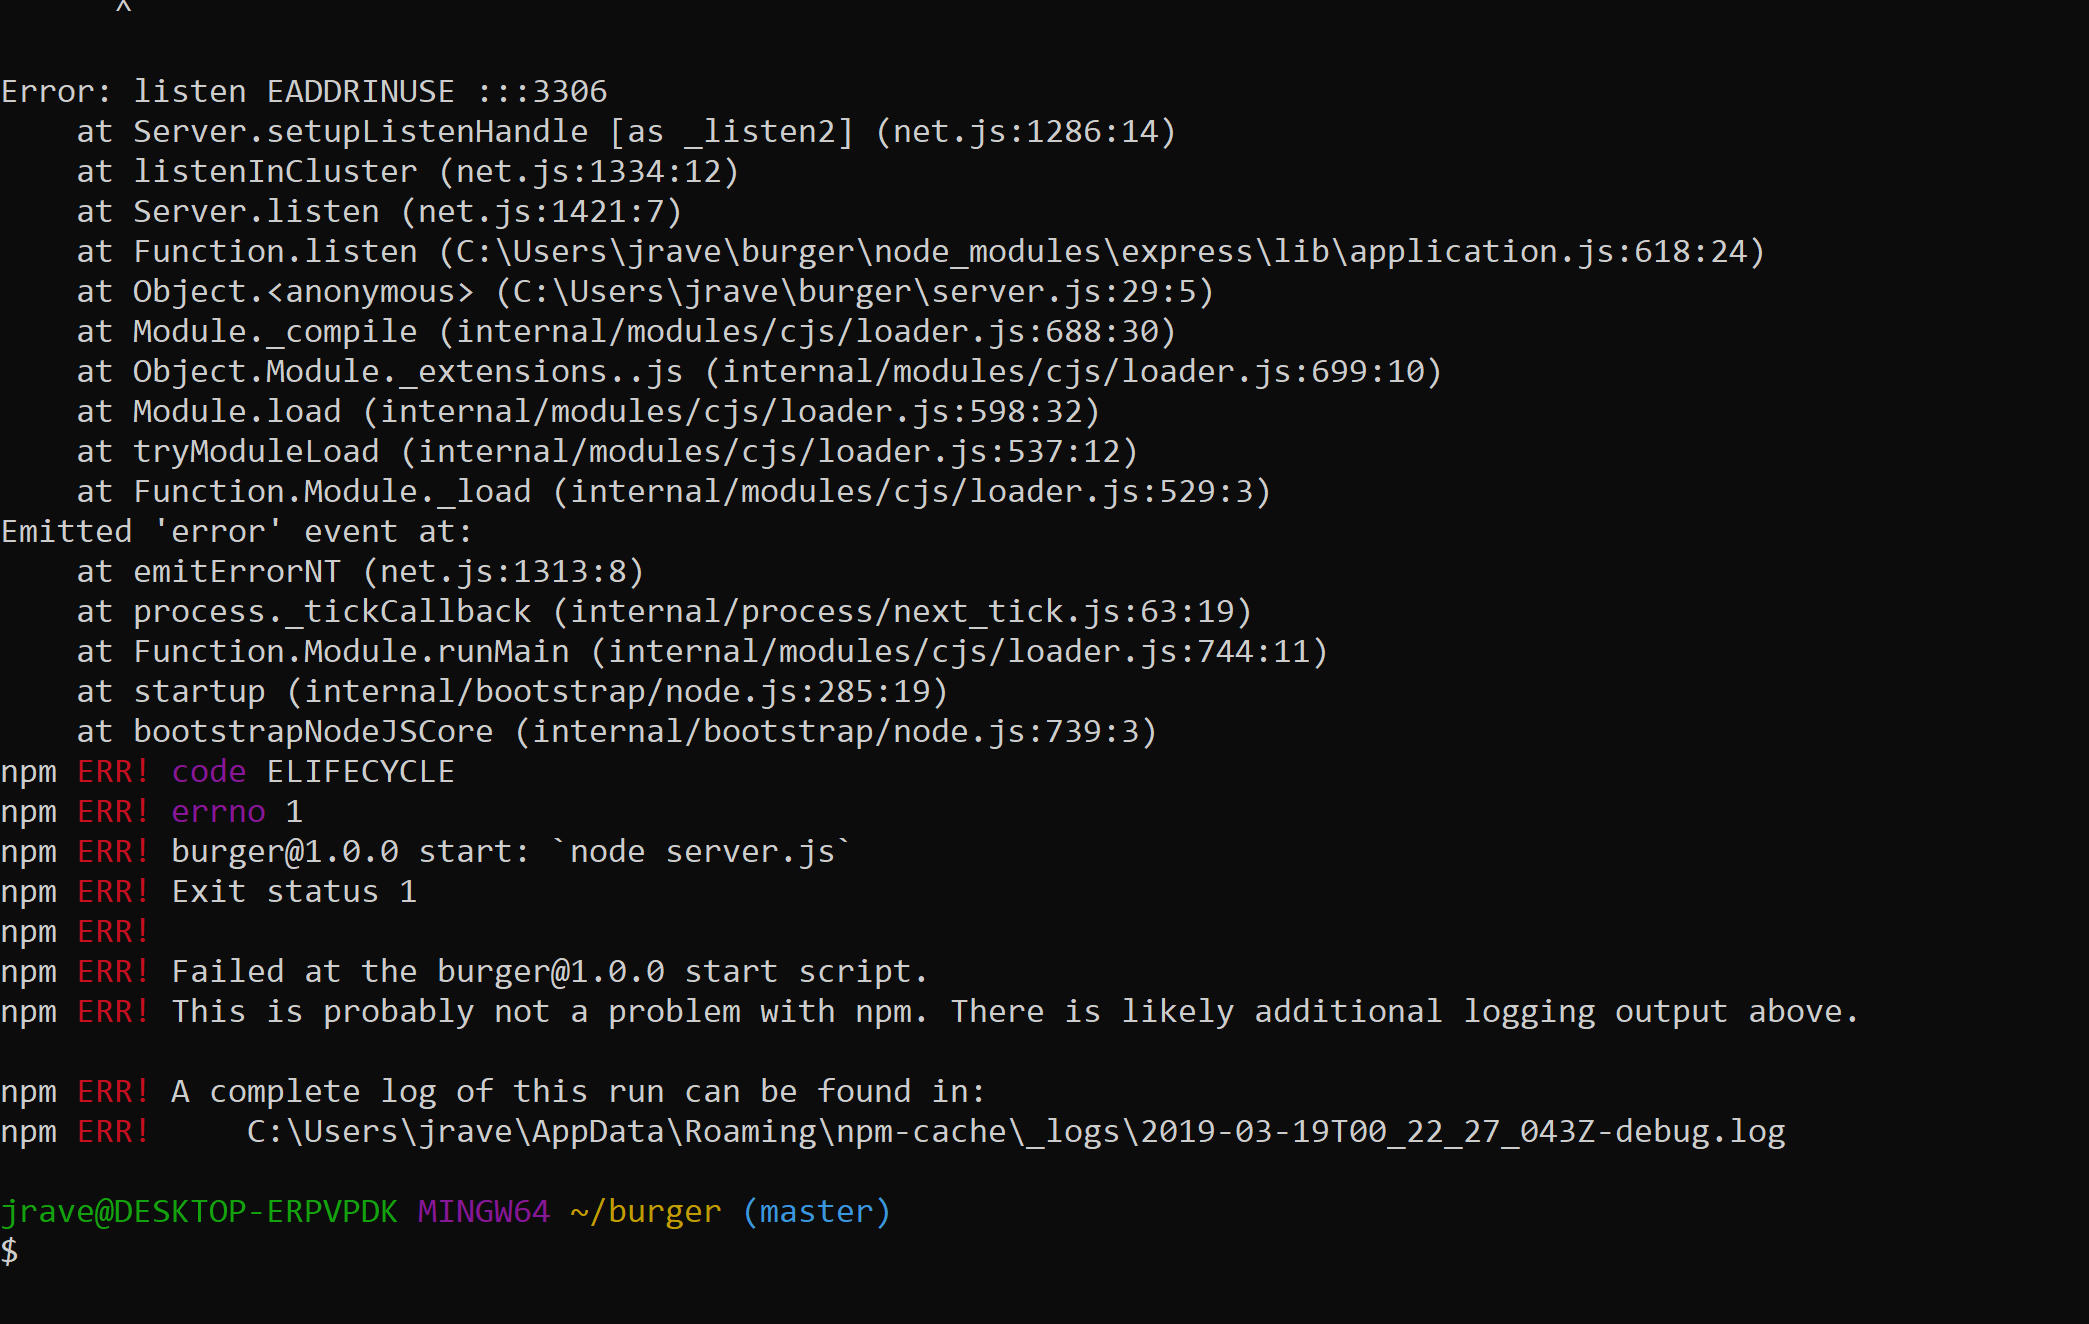 ^
Error: listen EADDRINUSE :::3306
    at Server.setupListenHandle [as _listen2] (net.js:1286:14)
    at listenInCluster (net.js:1334:12)
    at Server.listen (net.js:1421:7)
    at Function.listen (C:\Users\jrave\burger\node_modules\express\lib\application.js:618:24)
    at Object.<anonymous> (C:\Users\jrave\burger\server.js:29:5)
    at Module._compile (internal/modules/cjs/loader.js:688:30)
    at Object.Module._extensions..js (internal/modules/cjs/loader.js:699:10)
    at Module.load (internal/modules/cjs/loader.js:598:32)
    at tryModuleLoad (internal/modules/cjs/loader.js:537:12)
    at Function.Module._load (internal/modules/cjs/loader.js:529:3)
Emitted 'error' event at:
    at emitErrorNT (net.js:1313:8)
    at process._tickCallback (internal/process/next_tick.js:63:19)
    at Function.Module.runMain (internal/modules/cjs/loader.js:744:11)
    at startup (internal/bootstrap/node.js:285:19)
    at bootstrapNodeJSCore (internal/bootstrap/node.js:739:3)
npm ERR! code ELIFECYCLE
npm ERR! errno 1
npm ERR! burger@1.0.0 start: `node server.js`
npm ERR! Exit status 1
npm ERR!
npm ERR! Failed at the burger@1.0.0 start script.
npm ERR! This is probably not a problem with npm. There is likely additional logging output above.
npm ERR! A complete log of this run can be found in:
npm ERR!     C:\Users\jrave\AppData\Roaming\npm-cache\_logs\2019-03-19T00_22_27_043Z-debug.log
jrave@DESKTOP-ERPVPDK MINGW64 ~/burger (master)
$